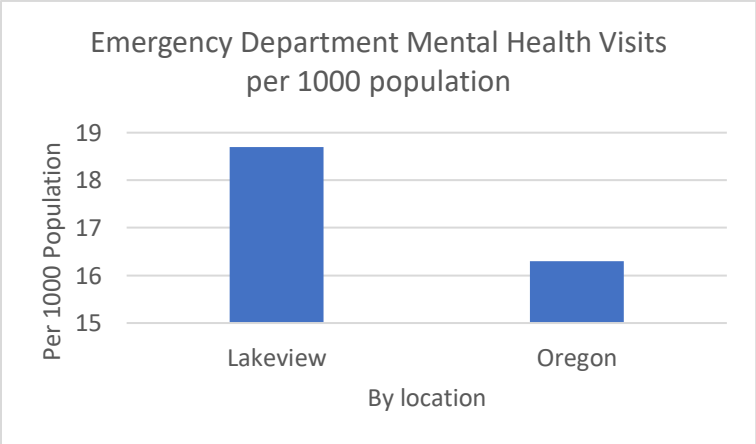 Emergency Department Mental Health Visits
per 1000 population
Per 1000 Population
19
18
17
16
15
Lakeview
Oregon
By location